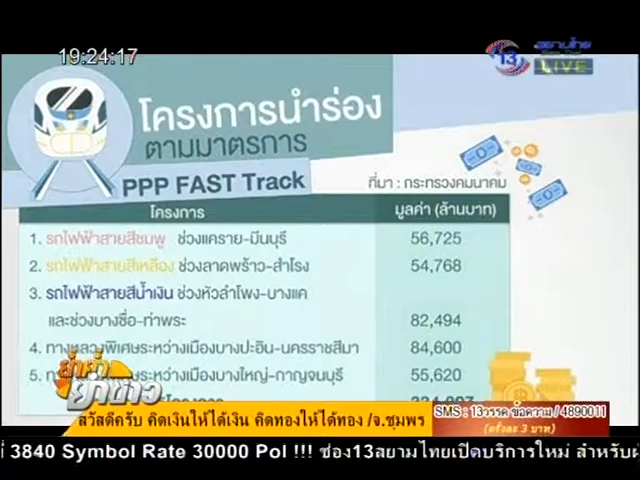 19:24:17
13 สยามไทย
LIVE
โครงการนำร่อง
ตามมาตรการ
PPP FAST Track
ที่มา : กระทรวงคมนาคม
โครงการ มูลค่า (ล้านบาท)
1. รถไฟฟ้าสายสีชมพู ช่วงแคราย-มีนบุรี 56,725
2. รถไฟฟ้าสายสีเหลือง ช่วงลาดพร้าว-สำโรง 54,768
3. รถไฟฟ้าสายสีน้ำเงิน ช่วงหัวลำโพง-บางแค
และช่วงบางซื่อ-ท่าพระ 82,494
4. ทางหลวงพิเศษระหว่างเมืองบางปะอิน-นครราชสีมา 84,600
5. ระหว่างเมืองบางใหญ่-กาญจนบุรี 55,620
ย่ำค่ำ
ยำข่าว
สวัสดีครับ คิดเงินให้ได้เงิน คิดทองให้ได้ทอง /จ.ชุมพร
SMS : 13วรรค ข้อความ / 4890011
(ครั้งละ 3 บาท)
ที่ 3840 Symbol Rate 30000 Pol !!! ช่อง13สยามไทยเปิดบริการใหม่ สำหรับ